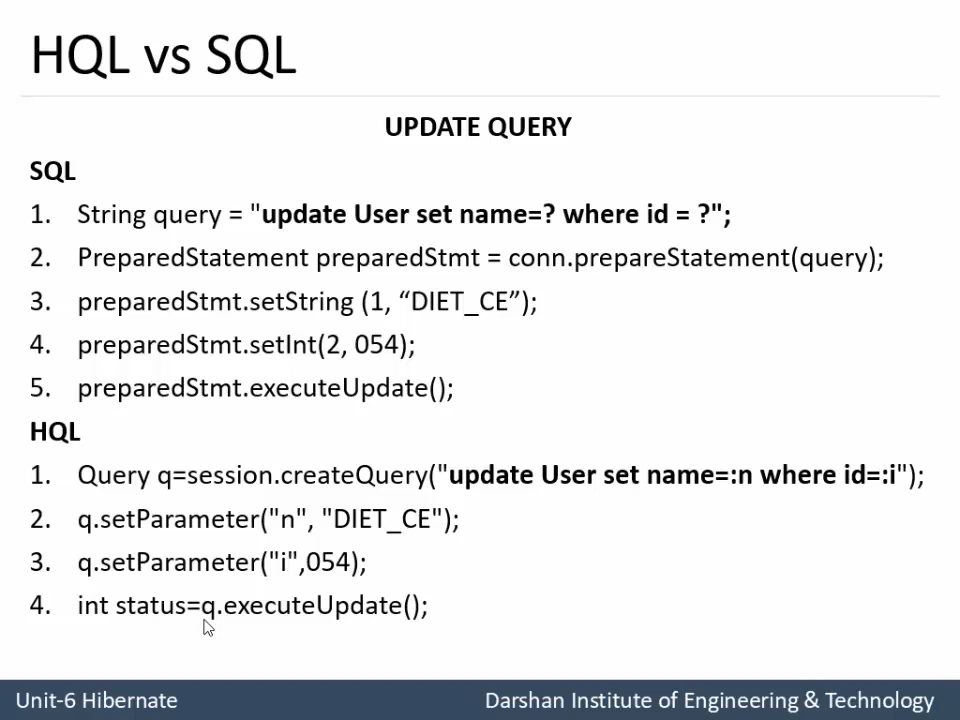 HQL vs SQL
UPDATE QUERY
SQL
1. String query = "update User set name=? where id = ?";
2. PreparedStatement preparedStmt = conn.prepareStatement(query);
3. preparedStmt.setString (1, “DIET_CE”);
4. preparedStmt.setInt(2, 054);
5. preparedStmt.executeUpdate();
HQL
1. Query q=session.createQuery("update User set name=:n where id=:i");
2. q.setParameter("n", "DIET_CE");
3. q.setParameter("i",054);
4. int status=q.executeUpdate();
Unit-6 Hibernate
Darshan Institute of Engineering & Technology